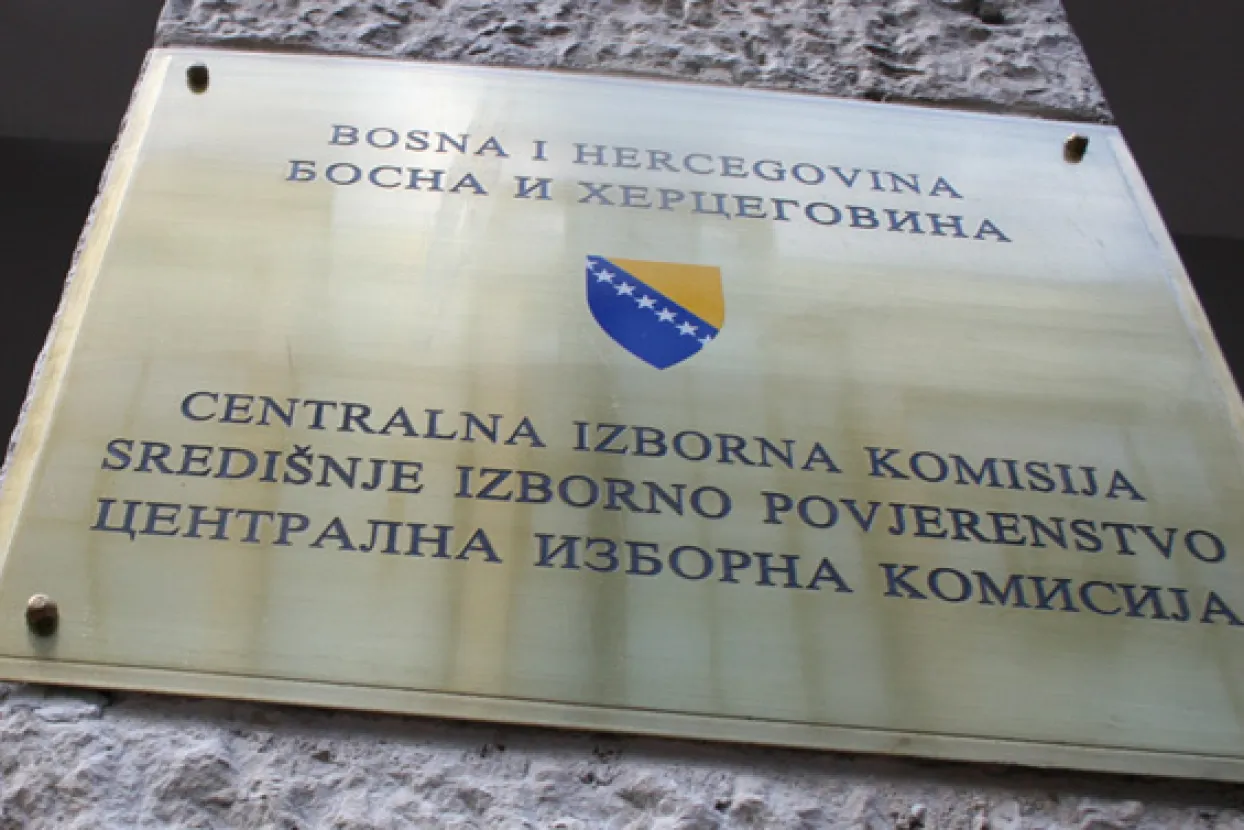 BOSNA I HERCEGOVINA
БОСНА И ХЕРЦЕГОВИНА
CENTRALNA IZBORNA KOMISIJA
SREDIŠNJE IZBORNO POVJERENSTVO
ЦЕНТРАЛНА ИЗБОРНА КОМИСИЈА